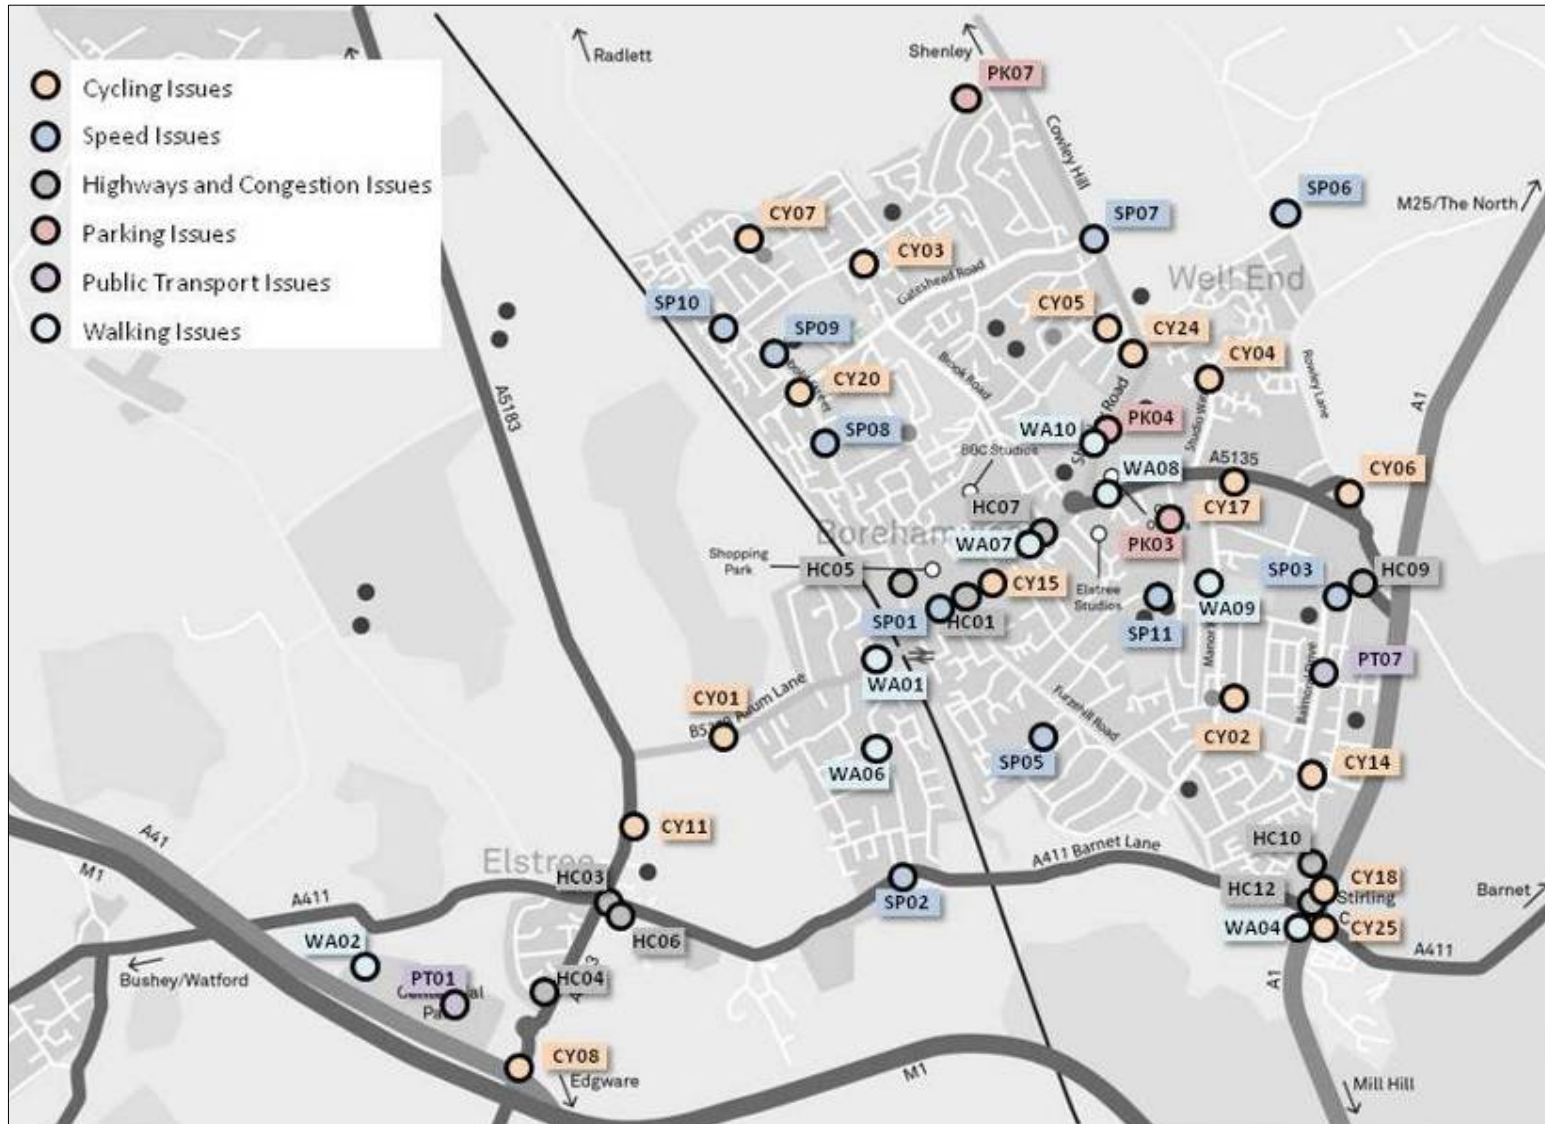 Radlett
Shenley
PK07
Cycling Issues
Speed Issues
Highways and Congestion Issues
Parking Issues
Public Transport Issues
Walking Issues
Cowley Hill
SP06
M25/The North
CY07
SP07
CY03
Well End
Gateshead Road
SP10
SP09
CY05
CY24
CY04
Brook Road
Rowley Lane
CY20
A5183
A1
Road
PK04
WA10
SP08
BBC Studios
WA08
A5135
CY06
HC07
CY17
WA07
PK03
Shopping
Park
HC05
CY15
SP03
HC09
Elstree
Studios
WA09
SP01
HC01
SP11
PT07
WA01
CY01
Lane
Furzehill Road
CY02
SP05
WA06
CY14
A41
CY11
M1
A411 Barnet Lane
HC10
Elstree
HC03
CY18
A411
HC12
Stirling
Barnet
SP02
WA04
CY25
HC06
WA02
A411
Bushey/Watford
PT01
HC04
A1
CY08
Edgware
M1
Mill Hill